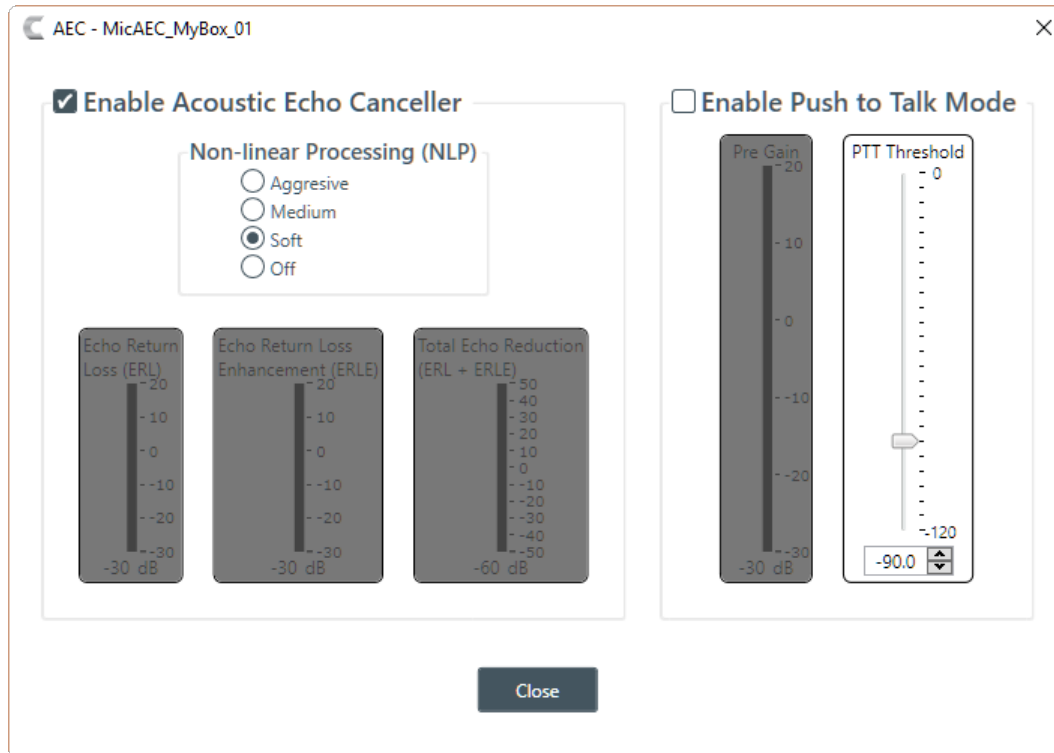 AEC - MicAEC_MyBox_01
Enable Acoustic Echo Canceller
Non-linear Processing (NLP)
Aggresive
Medium
Soft
Off
Echo Return
Loss (ERL)
20
10
0
-10
-20
-30
-30 dB
Echo Return Loss
Enhancement (ERLE)
20
10
0
-10
-20
-30
-30 dB
Total Echo Reduction
(ERL + ERLE)
50
40
30
20
10
0
-10
-20
-30
-40
-50
-60 dB
Enable Push to Talk Mode
Pre Gain
20
10
0
-10
-20
-30
-30 dB
PTT Threshold
0
-120
-90.0
Close